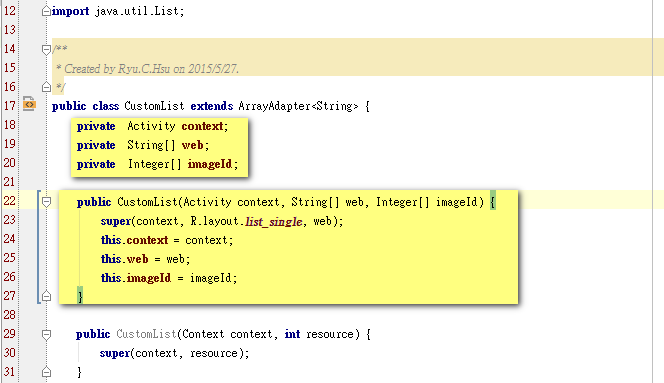 12 import java.util.List;
13
14 /**
15 * Created by Ryu.C.Hsu on 2015/5/27.
16 */
17 public class CustomList extends ArrayAdapter<String> {
18 private Activity context;
19 private String[] web;
20 private Integer[] imageId;
21
22 public CustomList(Activity context, String[] web, Integer[] imageId) {
23 super(context, R.layout.list_single, web);
24 this.context = context;
25 this.web = web;
26 this.imageId = imageId;
27 }
28
29 public CustomList(Context context, int resource) {
30 super(context, resource);
31 }